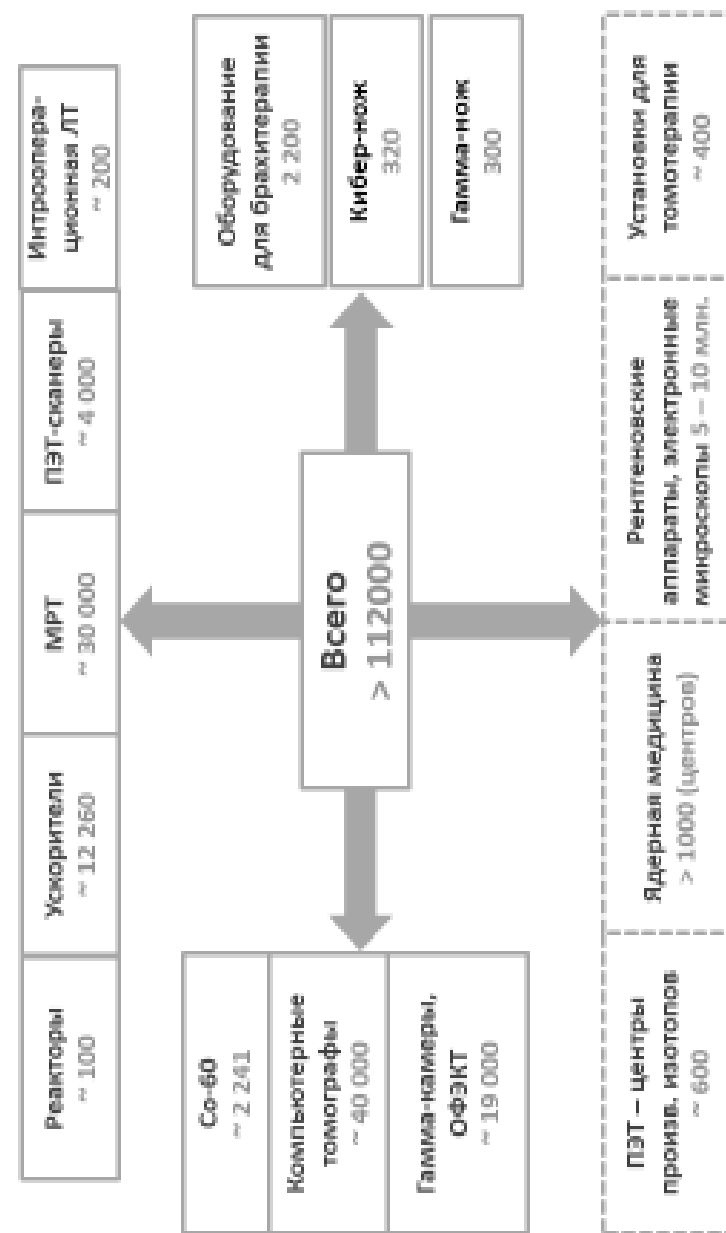 Реакторы
~ 100
Ускорители
~ 12 260
МРТ
~ 30 000
ПЭТ-сканеры
~ 4 000
Интроопера-
ционная ЛТ
~ 200
Co-60
~ 2 241
Компьютерные
томографы
~ 40 000
Гамма-камеры,
ОФЭКТ
~ 19 000
Всего
> 112000
Оборудование
для брахитерапии
2 200
Кибер-нож
320
Гамма-нож
300
ПЭТ – центры
произв. изотопов
~ 600
Ядерная медицина
> 1000 (центров)
Рентгеновские
аппараты, электронные
микроскопы 5 – 10 млн.
Установки для
томотерапии
~ 400